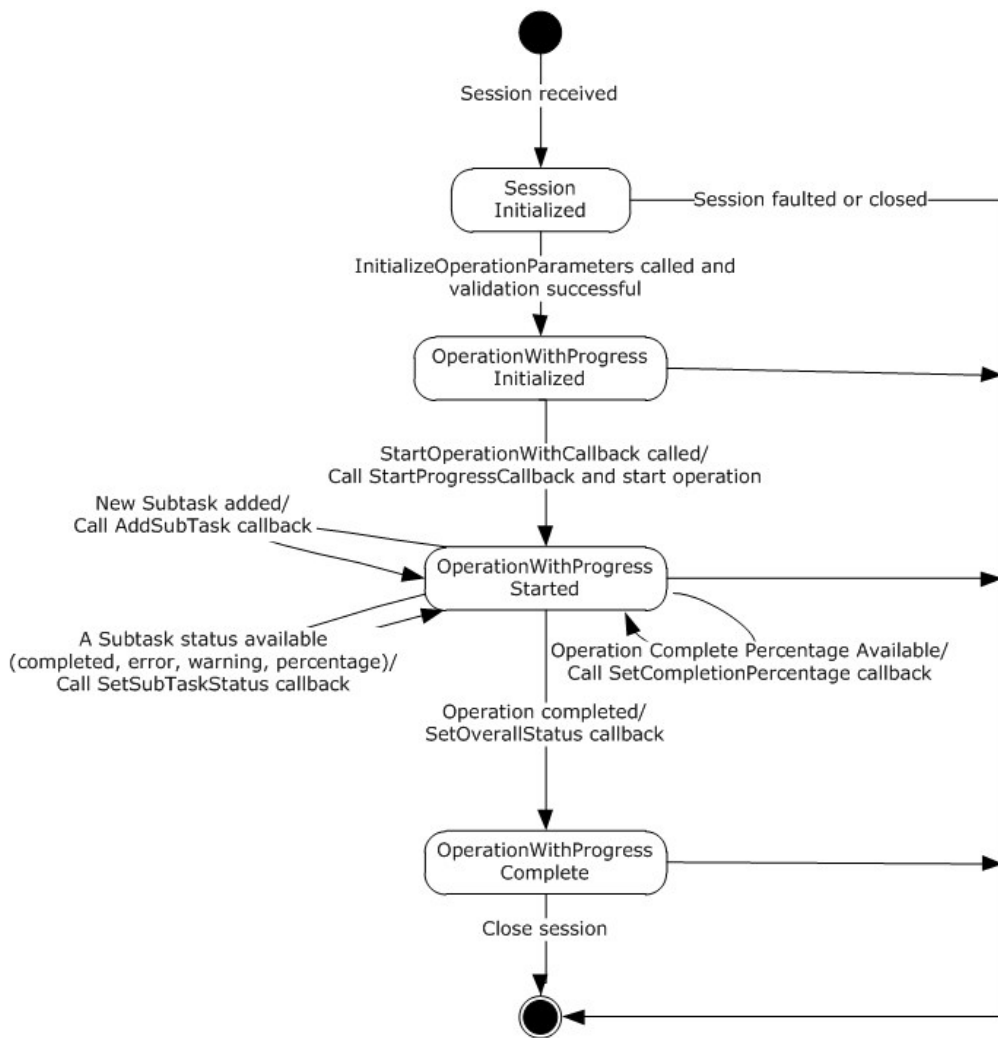 Session received
Session
Initialized
Session faulted or closed
InitializeOperationParameters called and
validation successful
OperationWithProgress
Initialized
StartOperationWithCallback called/
Call StartProgressCallback and start operation
New Subtask added/
Call AddSubTask callback
OperationWithProgress
Started
A Subtask status available
(completed, error, warning, percentage)/
Call SetSubTaskStatus callback
Operation Complete Percentage Available/
Call SetCompletionPercentage callback
Operation completed/
SetOverallStatus callback
OperationWithProgress
Complete
Close session